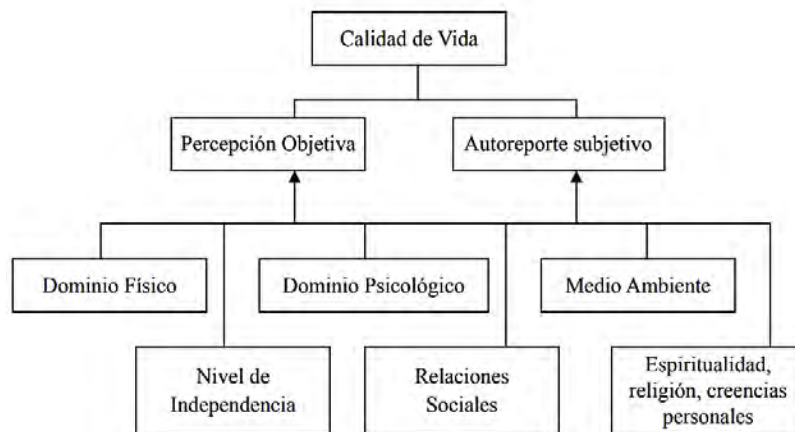 Calidad de Vida
Percepción Objetiva
Autoreporte subjetivo
Dominio Físico
Dominio Psicológico
Medio Ambiente
Nivel de
Independencia
Relaciones
Sociales
Espiritualidad,
religión, creencias
personales